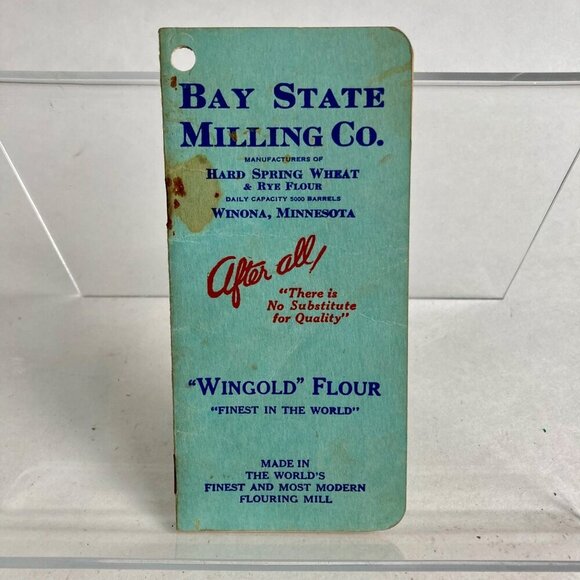 BAY STATE
MILLING CO.
MANUFACTURERS OF
HARD SPRING WHEAT
& RYE FLOUR
DAILY CAPACITY 5000 BARRELS
WINONA, MINNESOTA
After all,
"There is
No Substitute
for Quality"
"WINGOLD" FLOUR
"FINEST IN THE WORLD"
MADE IN
THE WORLD'S
FINEST AND MOST MODERN
FLOURING MILL